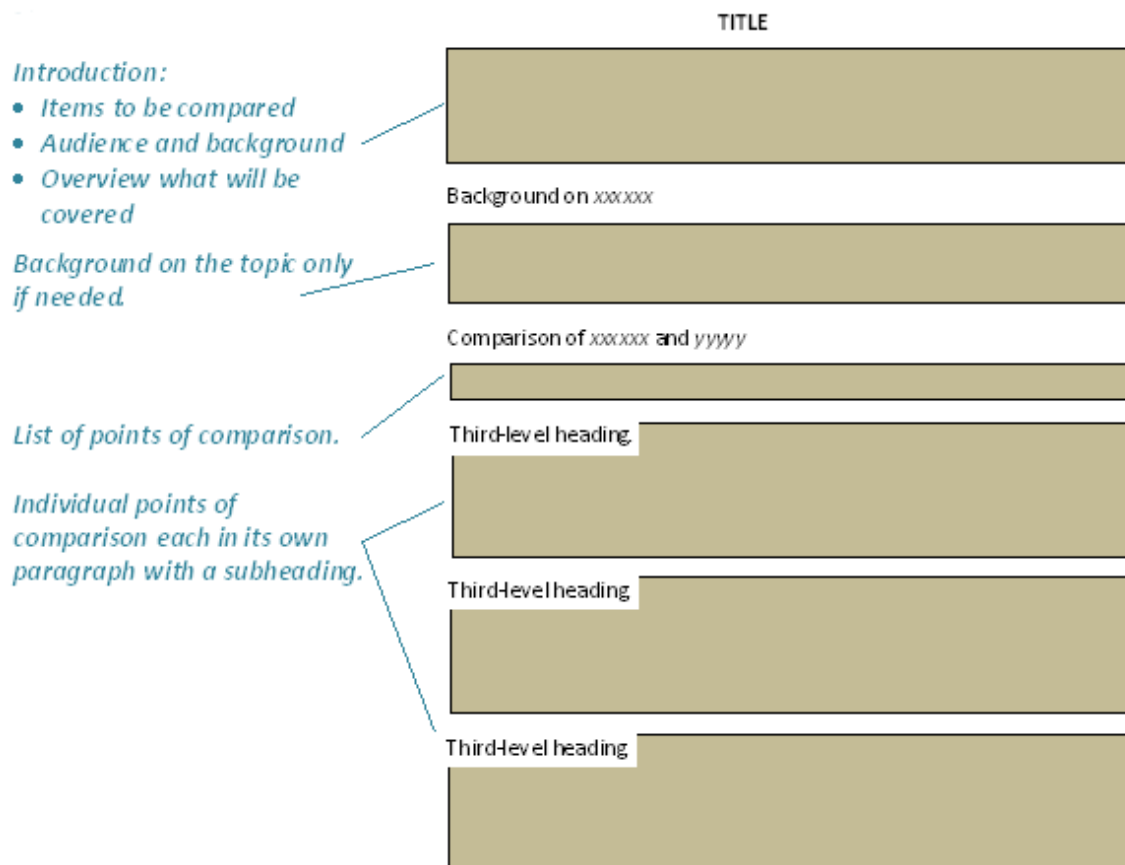 TITLE
Introduction:
• Items to be compared
• Audience and background
• Overview what will be
covered
Background on xxxxxx
Background on the topic only
if needed.
Comparison of xxxxxx and yyyyy
List of points of comparison.
Third-level heading.
Individual points of
comparison each in its own
paragraph with a subheading.
Third-level heading.
Third-level heading.